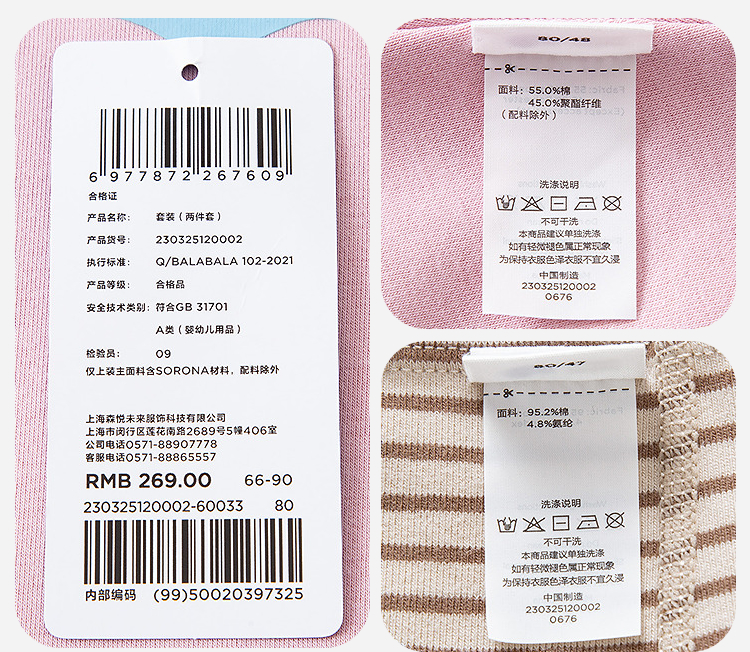 6 977872 267609
合格证
产品名称： 套装（两件套）
产品货号： 230325120002
执行标准： Q/BALABALA 102-2021
产品等级： 合格品
安全技术类别： 符合GB 31701
A类（婴幼儿用品）
检验员： 09
仅上装主面料含SORONA材料，配料除外
上海森悦未来服饰科技有限公司
上海市闵行区莲花南路2689号5幢406室
公司电话0571-88907778
客服电话0571-88865557
RMB 269.00 66-90
230325120002-60033 80
内部编码 (99)50020397325
80/48
面料：55.0%棉
45.0%聚酯纤维
（配料除外）
洗涤说明
不可干洗
本商品建议单独洗涤
如有轻微褪色属正常现象
为保持衣服色泽衣服不宜久浸
中国制造
230325120002
0676
80/47
面料：95.2%棉
4.8%氨纶
洗涤说明
不可干洗
本商品建议单独洗涤
如有轻微褪色属正常现象
为保持衣服色泽衣服不宜久浸
中国制造
230325120002
0676